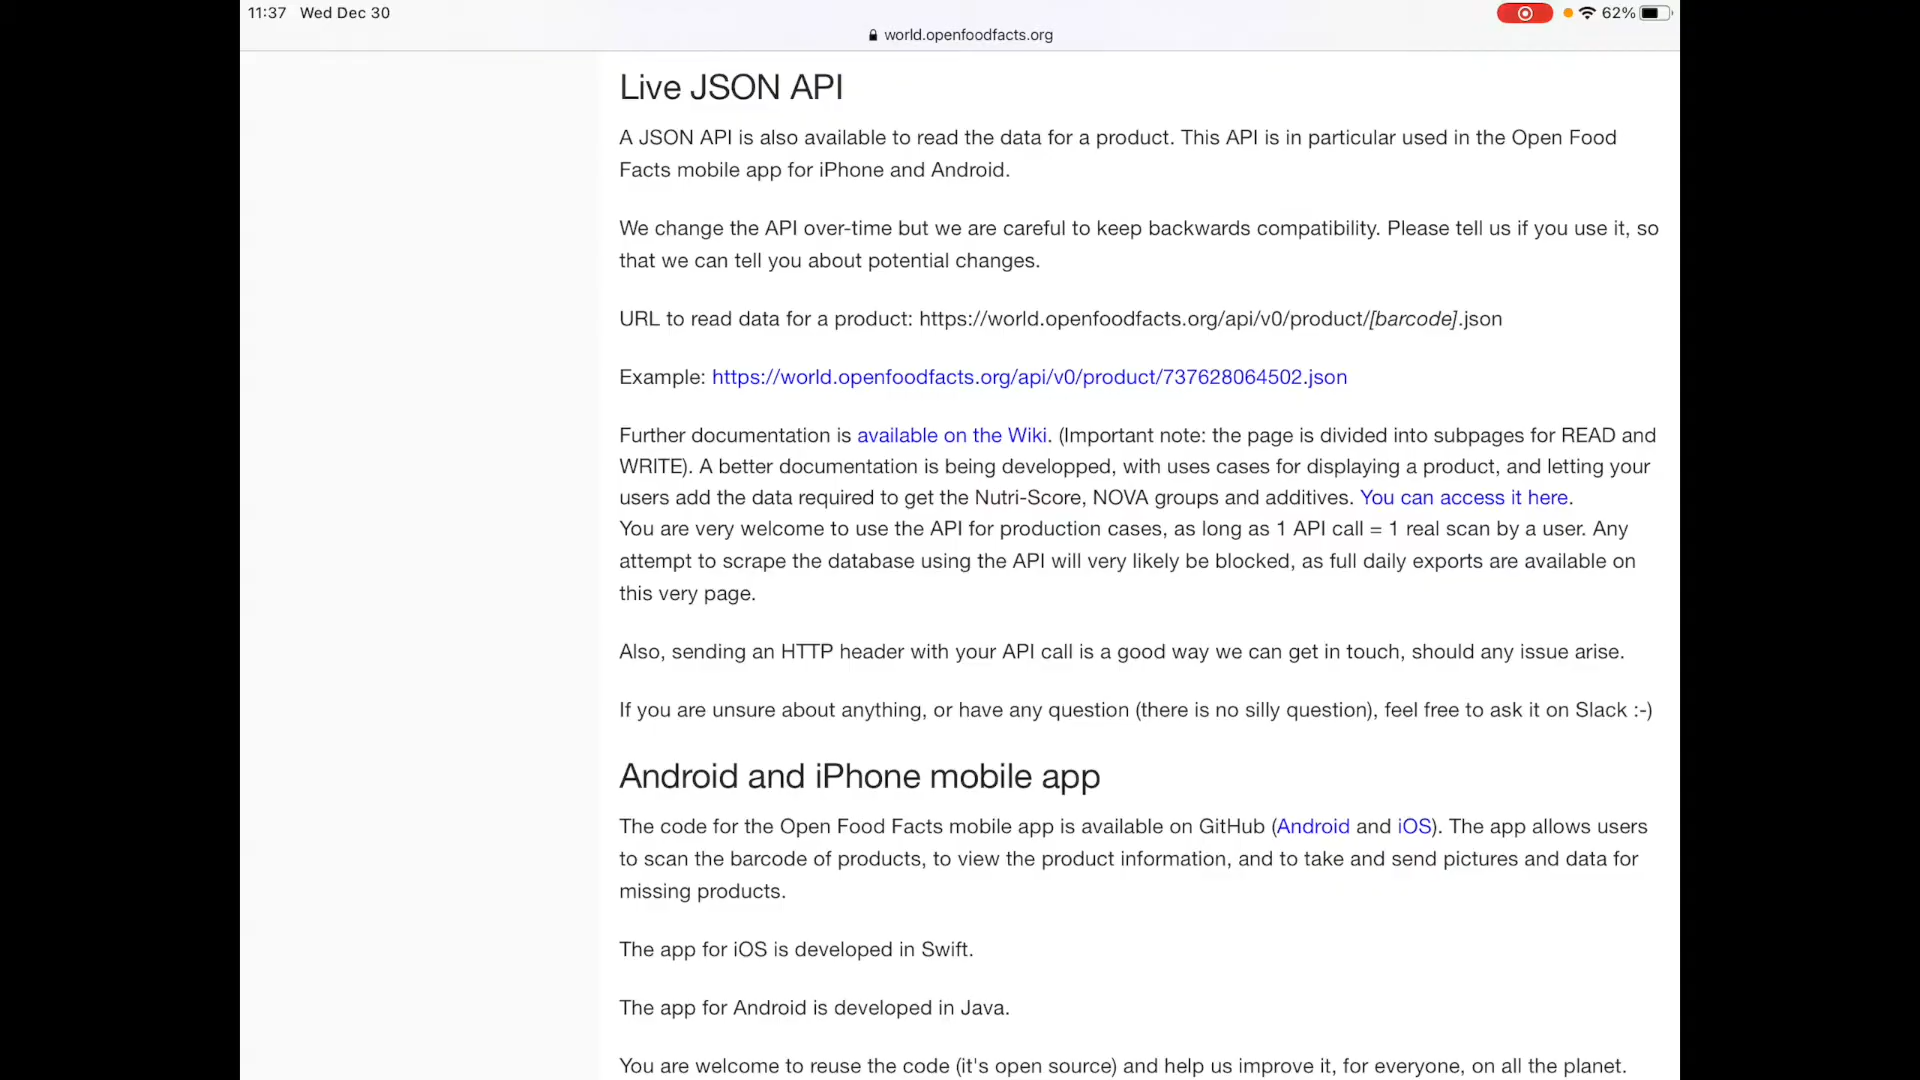 11:37 Wed Dec 30
62%
world.openfoodfacts.org
Live JSON API
A JSON API is also available to read the data for a product. This API is in particular used in the Open Food
Facts mobile app for iPhone and Android.
We change the API over-time but we are careful to keep backwards compatibility. Please tell us if you use it, so
that we can tell you about potential changes.
URL to read data for a product: https://world.openfoodfacts.org/api/v0/product/[barcode].json
Example: https://world.openfoodfacts.org/api/v0/product/737628064502.json
Further documentation is available on the Wiki. (Important note: the page is divided into subpages for READ and
WRITE). A better documentation is being developped, with uses cases for displaying a product, and letting your
users add the data required to get the Nutri-Score, NOVA groups and additives. You can access it here.
You are very welcome to use the API for production cases, as long as 1 API call = 1 real scan by a user. Any
attempt to scrape the database using the API will very likely be blocked, as full daily exports are available on
this very page.
Also, sending an HTTP header with your API call is a good way we can get in touch, should any issue arise.
If you are unsure about anything, or have any question (there is no silly question), feel free to ask it on Slack :-)
Android and iPhone mobile app
The code for the Open Food Facts mobile app is available on GitHub (Android and iOS). The app allows users
to scan the barcode of products, to view the product information, and to take and send pictures and data for
missing products.
The app for iOS is developed in Swift.
The app for Android is developed in Java.
You are welcome to reuse the code (it's open source) and help us improve it, for everyone, on all the planet.